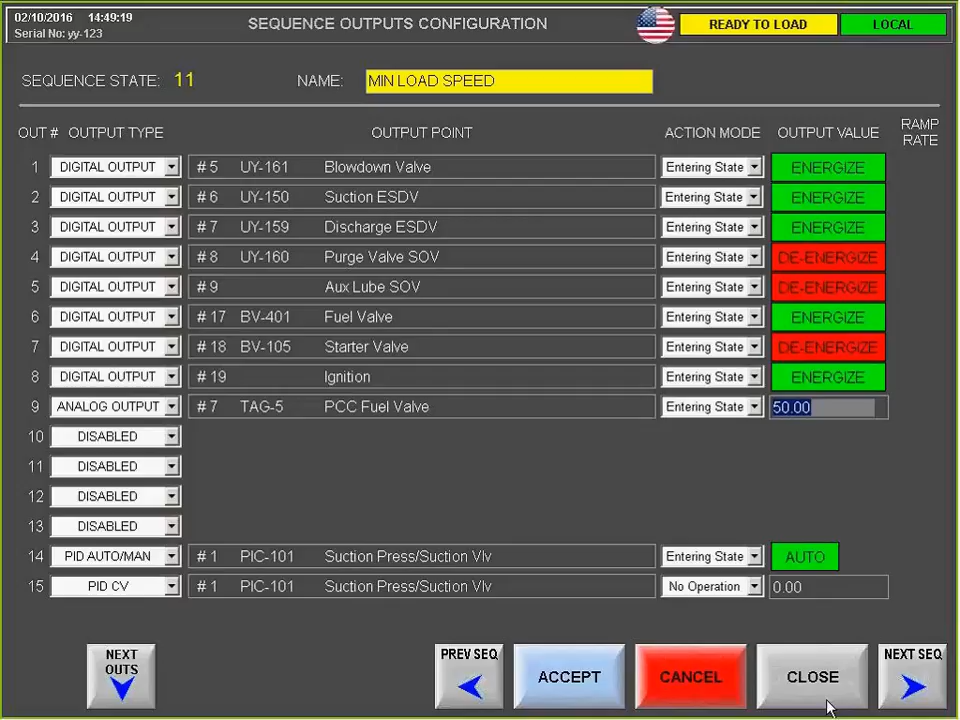 02/10/2016 14:49:19
Serial No: yy-123
SEQUENCE OUTPUTS CONFIGURATION
READY TO LOAD
LOCAL
SEQUENCE STATE: 11 NAME: MIN LOAD SPEED
OUT # OUTPUT TYPE OUTPUT POINT ACTION MODE OUTPUT VALUE RAMP RATE
1 DIGITAL OUTPUT # 5 UY-161 Blowdown Valve Entering State ENERGIZE
2 DIGITAL OUTPUT # 6 UY-150 Suction ESDV Entering State ENERGIZE
3 DIGITAL OUTPUT # 7 UY-159 Discharge ESDV Entering State ENERGIZE
4 DIGITAL OUTPUT # 8 UY-160 Purge Valve SOV Entering State DE-ENERGIZE
5 DIGITAL OUTPUT # 9 Aux Lube SOV Entering State DE-ENERGIZE
6 DIGITAL OUTPUT # 17 BV-401 Fuel Valve Entering State ENERGIZE
7 DIGITAL OUTPUT # 18 BV-105 Starter Valve Entering State DE-ENERGIZE
8 DIGITAL OUTPUT # 19 Ignition Entering State ENERGIZE
9 ANALOG OUTPUT # 7 TAG-5 PCC Fuel Valve Entering State 50.00
10 DISABLED
11 DISABLED
12 DISABLED
13 DISABLED
14 PID AUTO/MAN # 1 PIC-101 Suction Press/Suction Vlv Entering State AUTO
15 PID CV # 1 PIC-101 Suction Press/Suction Vlv No Operation 0.00
NEXT OUTS
PREV SEQ
ACCEPT
CANCEL
CLOSE
NEXT SEQ